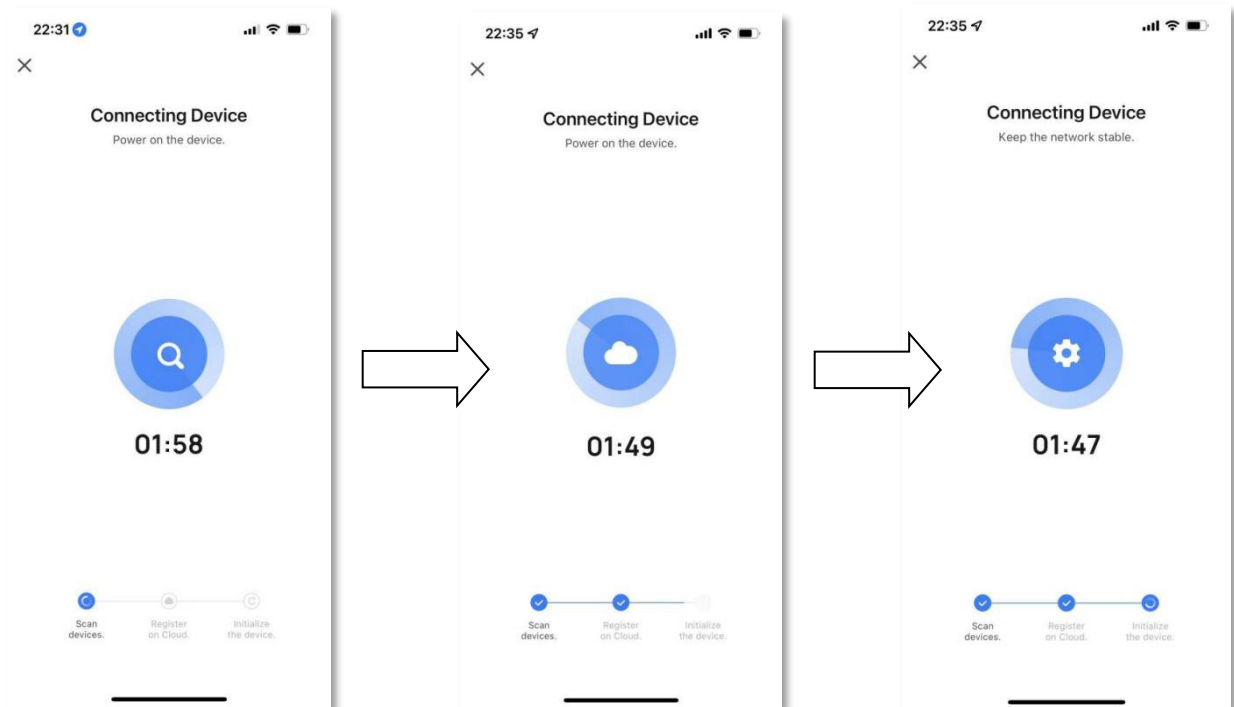 22:31
Connecting Device
Power on the device.
01:58
Scan devices.
Register on Cloud.
Initialize the device.
22:35
Connecting Device
Power on the device.
01:49
Scan devices.
Register on Cloud.
Initialize the device.
22:35
Connecting Device
Keep the network stable.
01:47
Scan devices.
Register on Cloud.
Initialize the device.